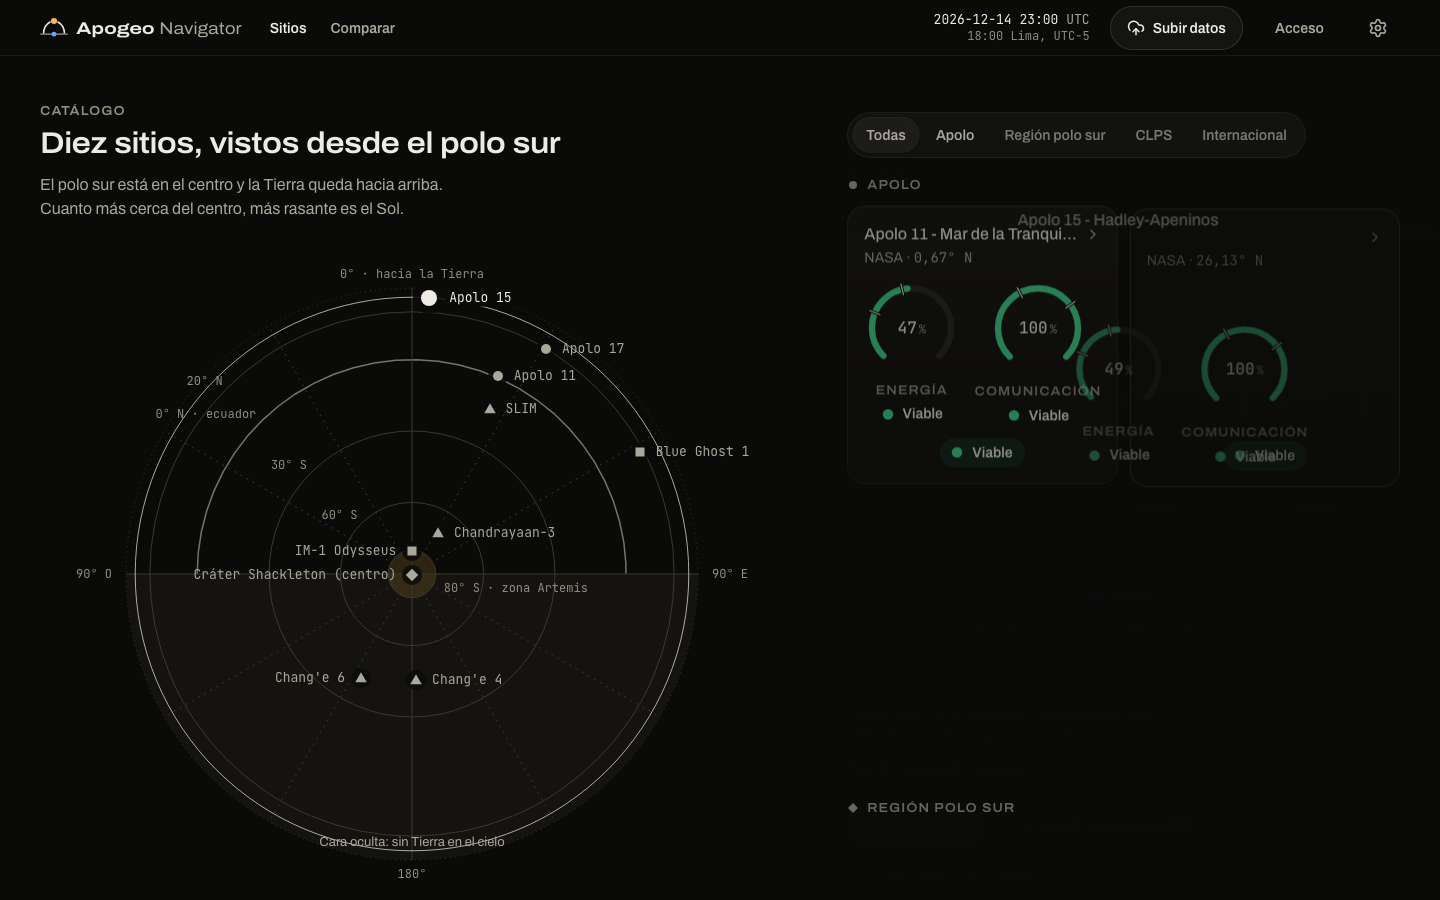 Apogeo Navigator
Sitios
Comparar
2026-12-14 23:00 UTC
18:00 Lima, UTC-5
Subir datos
Acceso
CATÁLOGO
Diez sitios, vistos desde el polo sur
El polo sur está en el centro y la Tierra queda hacia arriba.
Cuanto más cerca del centro, más rasante es el Sol.
0° · hacia la Tierra
Apolo 15
Apolo 17
Apolo 11
20° N
SLIM
0° N · ecuador
Blue Ghost 1
30° S
60° S
Chandrayaan-3
IM-1 Odysseus
90° O
Cráter Shackleton (centro)
90° E
80° S · zona Artemis
Chang'e 6
Chang'e 4
Cara oculta: sin Tierra en el cielo
180°
Todas
Apolo
Región polo sur
CLPS
Internacional
APOLO
Apolo 15 - Hadley-Apeninos
Apolo 11 - Mar de la Tranqui...
NASA · 0,67° N
47%
100%
ENERGÍA
COMUNICACIÓN
Viable
Viable
Viable
NASA · 26,13° N
49%
100%
ENERGÍA
COMUNICACIÓN
Viable
Viable
Viable
REGIÓN POLO SUR